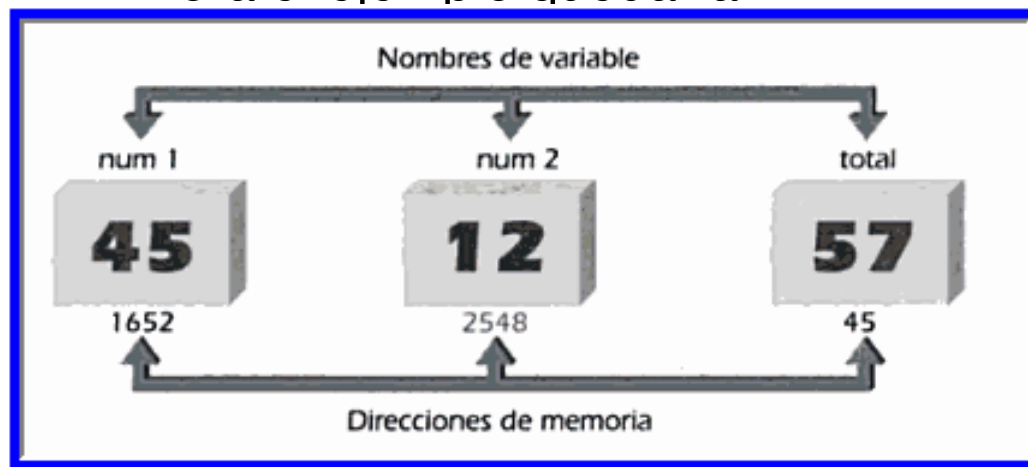 Nombres de variable
num 1 num 2 total
45 12 57
1652 2548 45
Direcciones de memoria